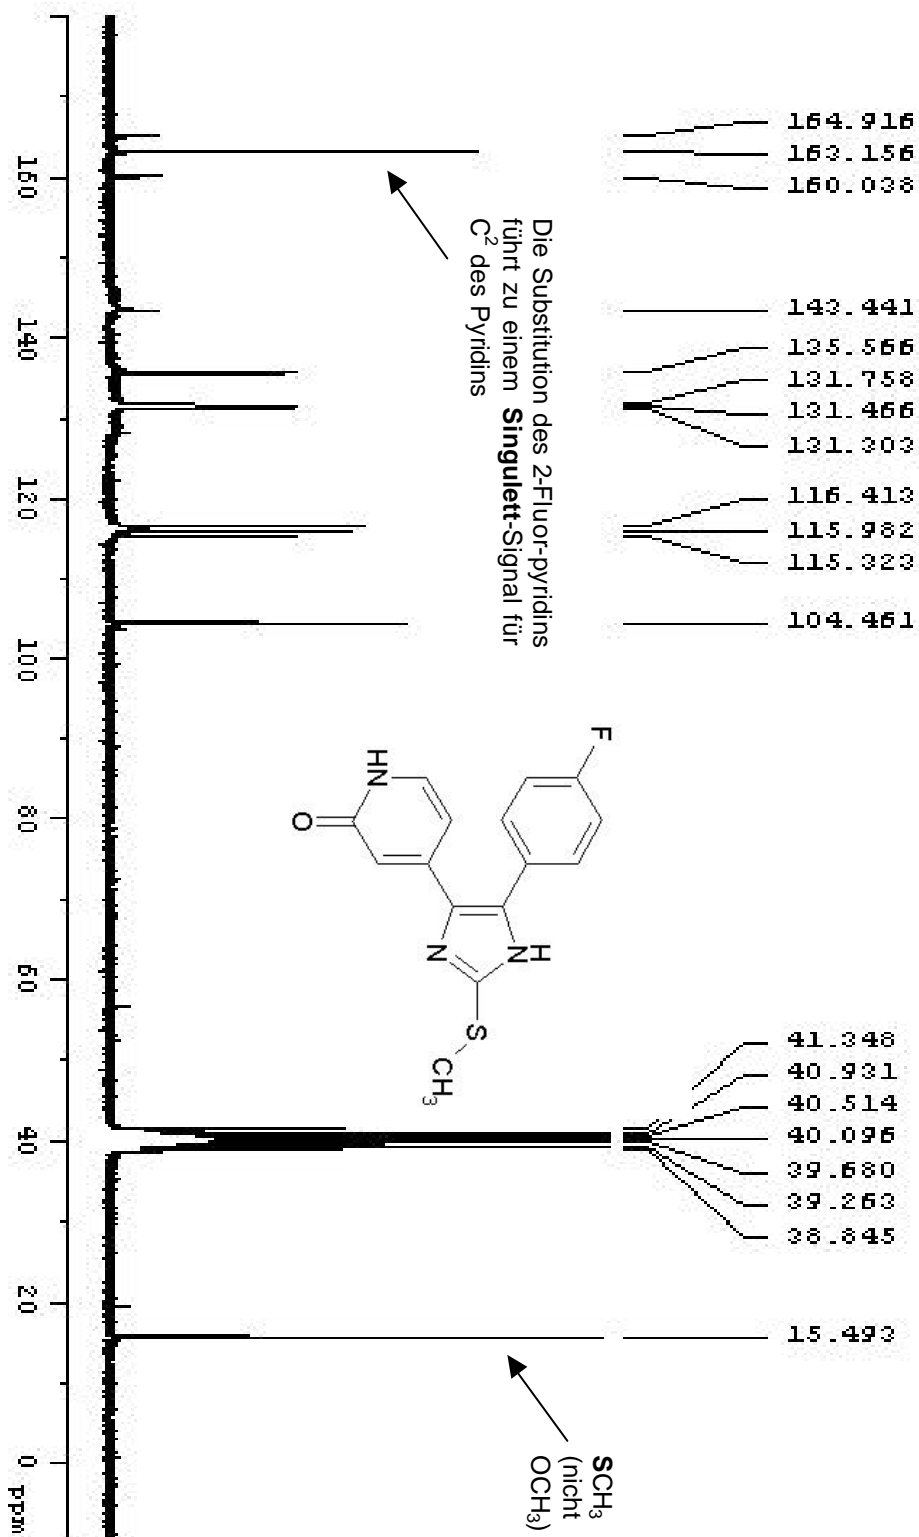 164.916
163.156
160.038
143.441
135.566
131.758
131.466
131.303
116.413
115.982
115.323
104.461
41.348
40.931
40.514
40.096
39.680
39.263
38.845
15.493
Die Substitution des 2-Fluor-pyridins
führt zu einem Singulett-Signal für
C² des Pyridins
SCH₃
(nicht
OCH₃)
F
HN
O
N
NH
S
CH₃
160
140
120
100
80
60
40
20
0 ppm